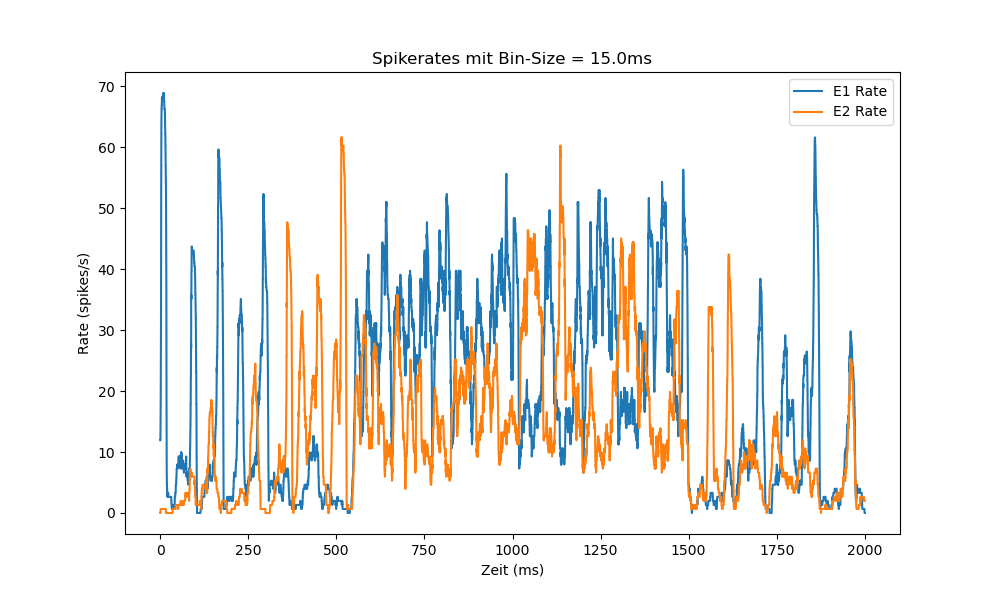 Spikerates mit Bin-Size = 15.0ms
E1 Rate
E2 Rate
Rate (spikes/s)
70
60
50
40
30
20
10
0
0 250 500 750 1000 1250 1500 1750 2000
Zeit (ms)